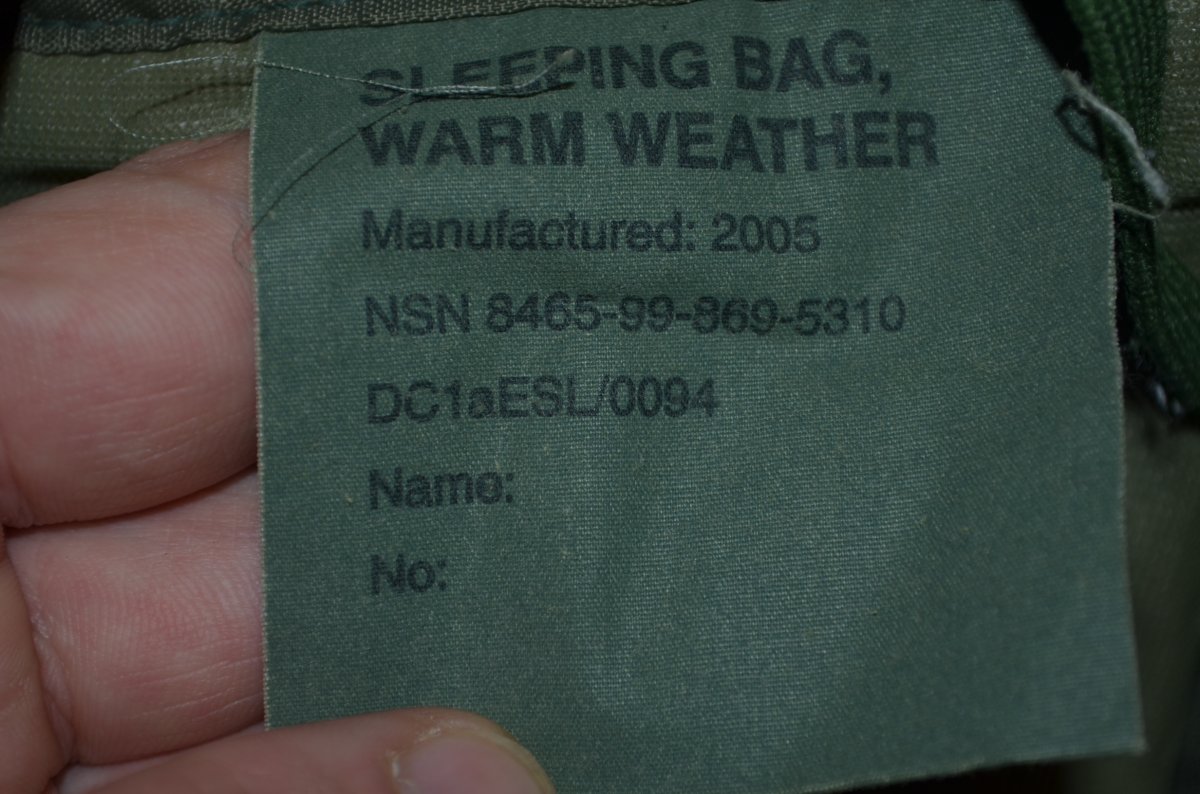 SLEEPING BAG,
WARM WEATHER
Manufactured: 2005
NSN 8465-99-869-5310
DC1aESL/0094
Name:
No: